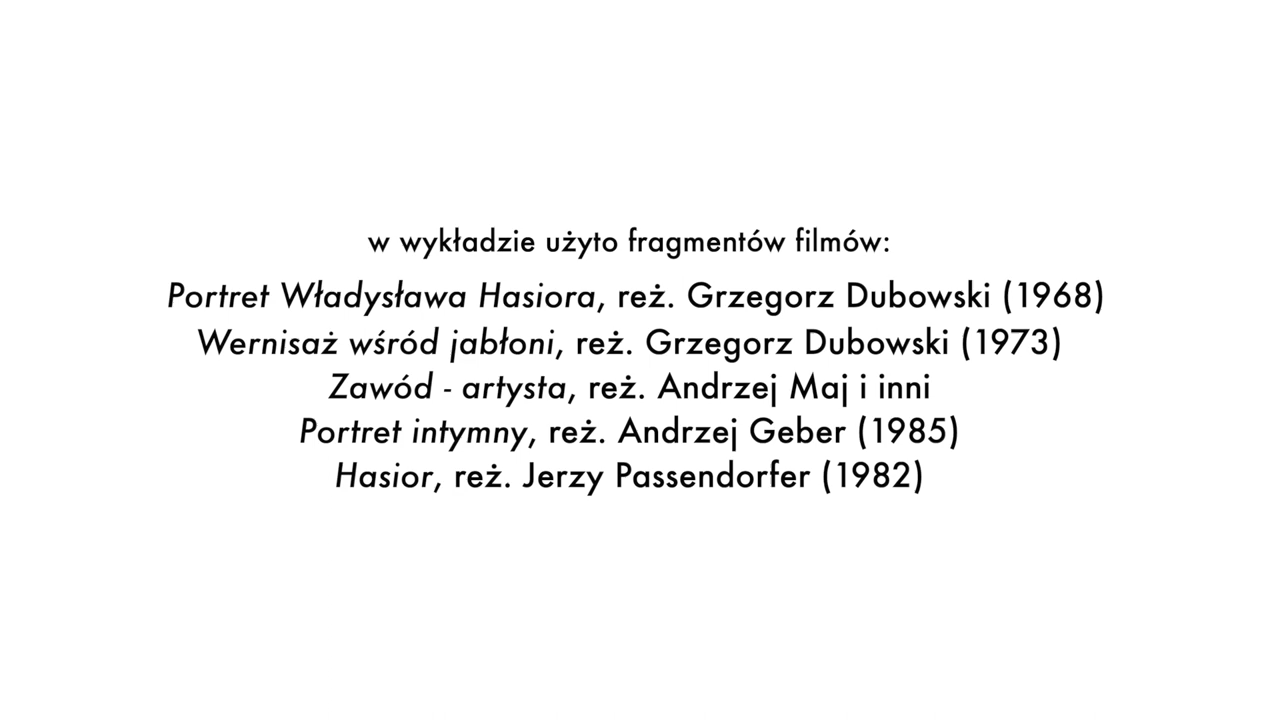 w wykładzie użyto fragmentów filmów:
Portret Władysława Hasiora, reż. Grzegorz Dubowski (1968)
Wernisaż wśród jabłoni, reż. Grzegorz Dubowski (1973)
Zawód - artysta, reż. Andrzej Maj i inni
Portret intymny, reż. Andrzej Geber (1985)
Hasior, reż. Jerzy Passendorfer (1982)